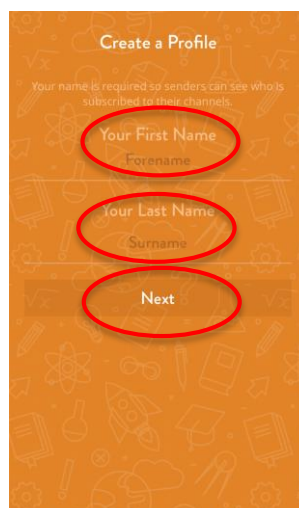 Create a Profile
Your name is required so senders can see who is
subscribed to their channels.
Your First Name
Forename
Your Last Name
Surname
Next